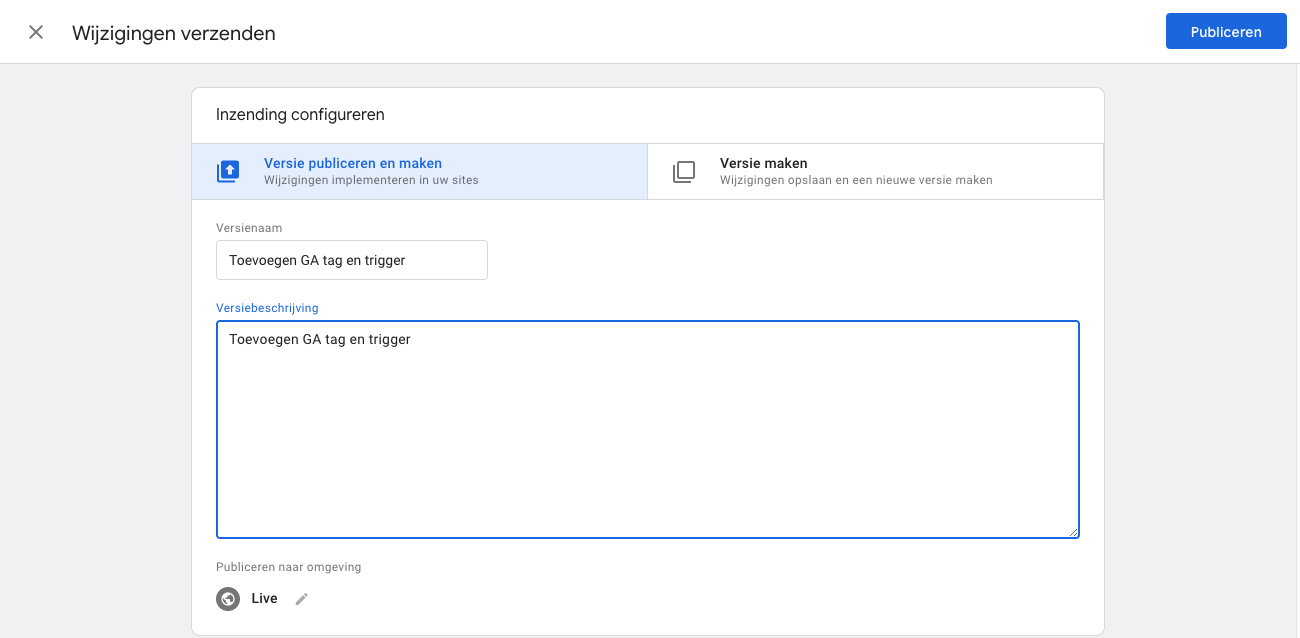 Wijzigingen verzenden
Publiceren
Inzending configureren
Versie publiceren en maken
Wijzigingen implementeren in uw sites
Versie maken
Wijzigingen opslaan en een nieuwe versie maken
Versienaam
Toevoegen GA tag en trigger
Versiebeschrijving
Toevoegen GA tag en trigger
Publiceren naar omgeving
Live